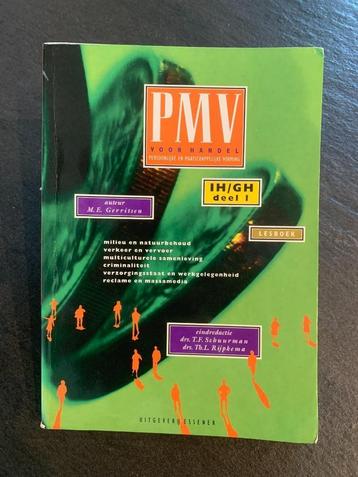 PMV
VOOR HANDEL
PERSOONLIJKE EN MAATSCHAPPELIJKE VORMING
IH/GH
deel 1
auteur
M.E. Gerritsen
LESBOEK
milieu en natuurbehoud
verkeer en vervoer
multiculturele samenleving
criminaliteit
verzorgingsstaat en werkgelegenheid
reclame en massamedia
eindredactie
drs. T.F. Schuurman
drs. Th.L. Rijpkema
UITGEVERIJ ESSENER